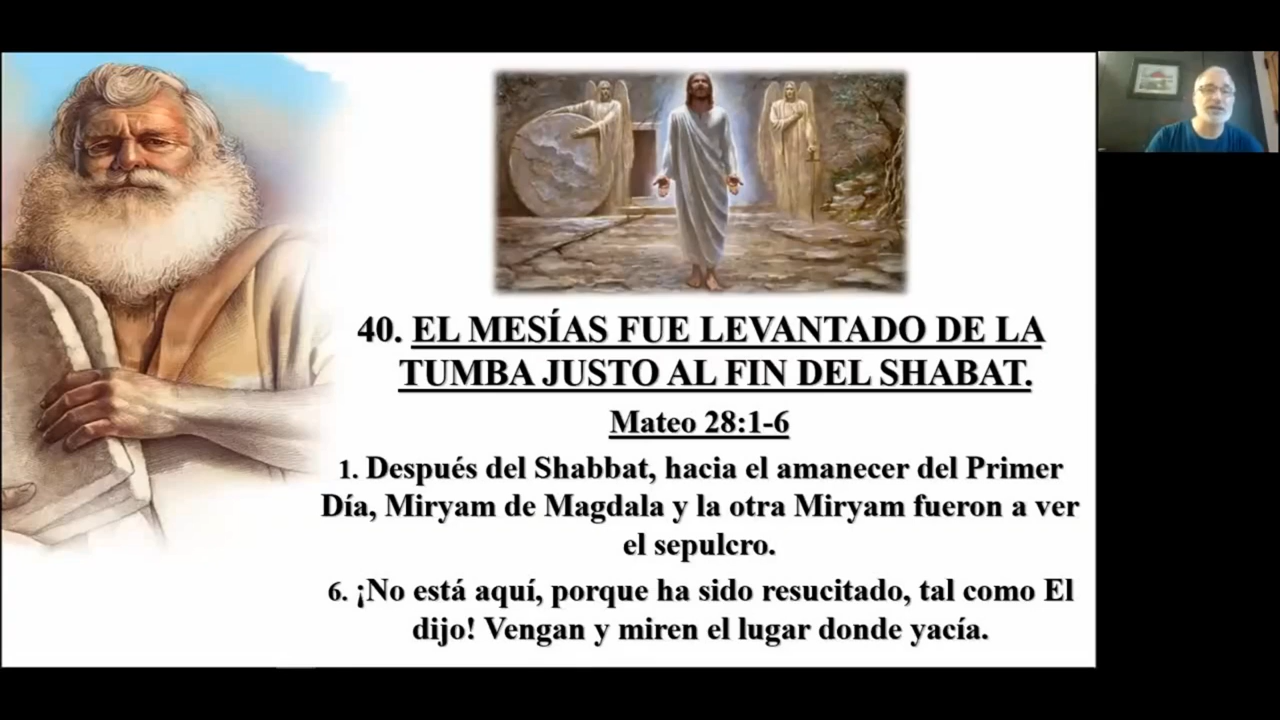 40. EL MESÍAS FUE LEVANTADO DE LA
TUMBA JUSTO AL FIN DEL SHABAT.
Mateo 28:1-6
1. Después del Shabbat, hacia el amanecer del Primer
Día, Miryam de Magdala y la otra Miryam fueron a ver
el sepulcro.
6. ¡No está aquí, porque ha sido resucitado, tal como El
dijo! Vengan y miren el lugar donde yacía.